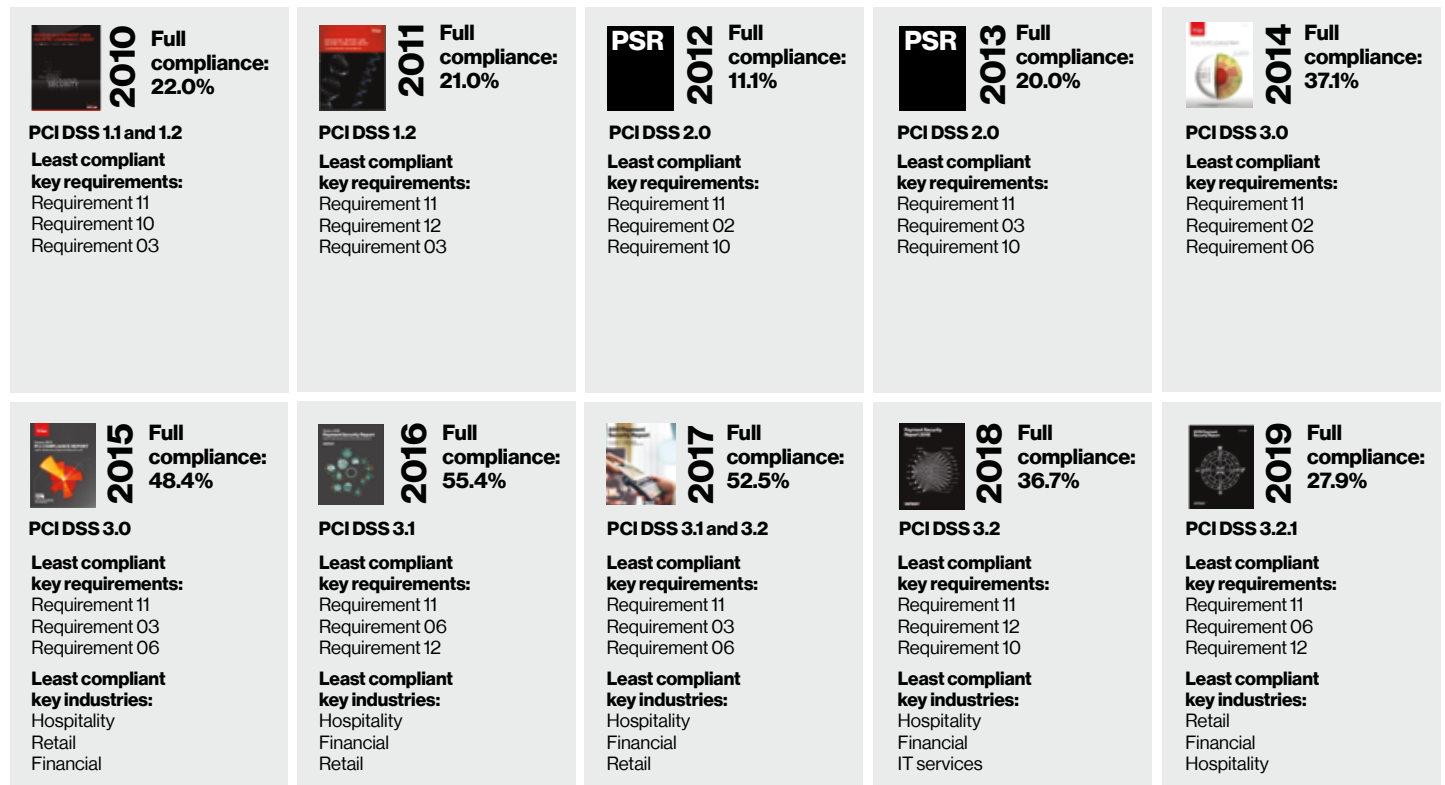 2010
Full
compliance:
22.0%
PCI DSS 1.1 and 1.2
Least compliant
key requirements:
Requirement 11
Requirement 10
Requirement 03
2011
Full
compliance:
21.0%
PCI DSS 1.2
Least compliant
key requirements:
Requirement 11
Requirement 12
Requirement 03
PSR
2012
Full
compliance:
11.1%
PCI DSS 2.0
Least compliant
key requirements:
Requirement 11
Requirement 02
Requirement 10
PSR
2013
Full
compliance:
20.0%
PCI DSS 2.0
Least compliant
key requirements:
Requirement 11
Requirement 03
Requirement 10
2014
Full
compliance:
37.1%
PCI DSS 3.0
Least compliant
key requirements:
Requirement 11
Requirement 02
Requirement 06
2015
Full
compliance:
48.4%
PCI DSS 3.0
Least compliant
key requirements:
Requirement 11
Requirement 03
Requirement 06
Least compliant
key industries:
Hospitality
Retail
Financial
2016
Full
compliance:
55.4%
PCI DSS 3.1
Least compliant
key requirements:
Requirement 11
Requirement 06
Requirement 12
Least compliant
key industries:
Hospitality
Financial
Retail
2017
Full
compliance:
52.5%
PCI DSS 3.1 and 3.2
Least compliant
key requirements:
Requirement 11
Requirement 03
Requirement 06
Least compliant
key industries:
Hospitality
Financial
Retail
2018
Full
compliance:
36.7%
PCI DSS 3.2
Least compliant
key requirements:
Requirement 11
Requirement 12
Requirement 10
Least compliant
key industries:
Hospitality
Financial
IT services
2019
Full
compliance:
27.9%
PCI DSS 3.2.1
Least compliant
key requirements:
Requirement 11
Requirement 06
Requirement 12
Least compliant
key industries:
Retail
Financial
Hospitality